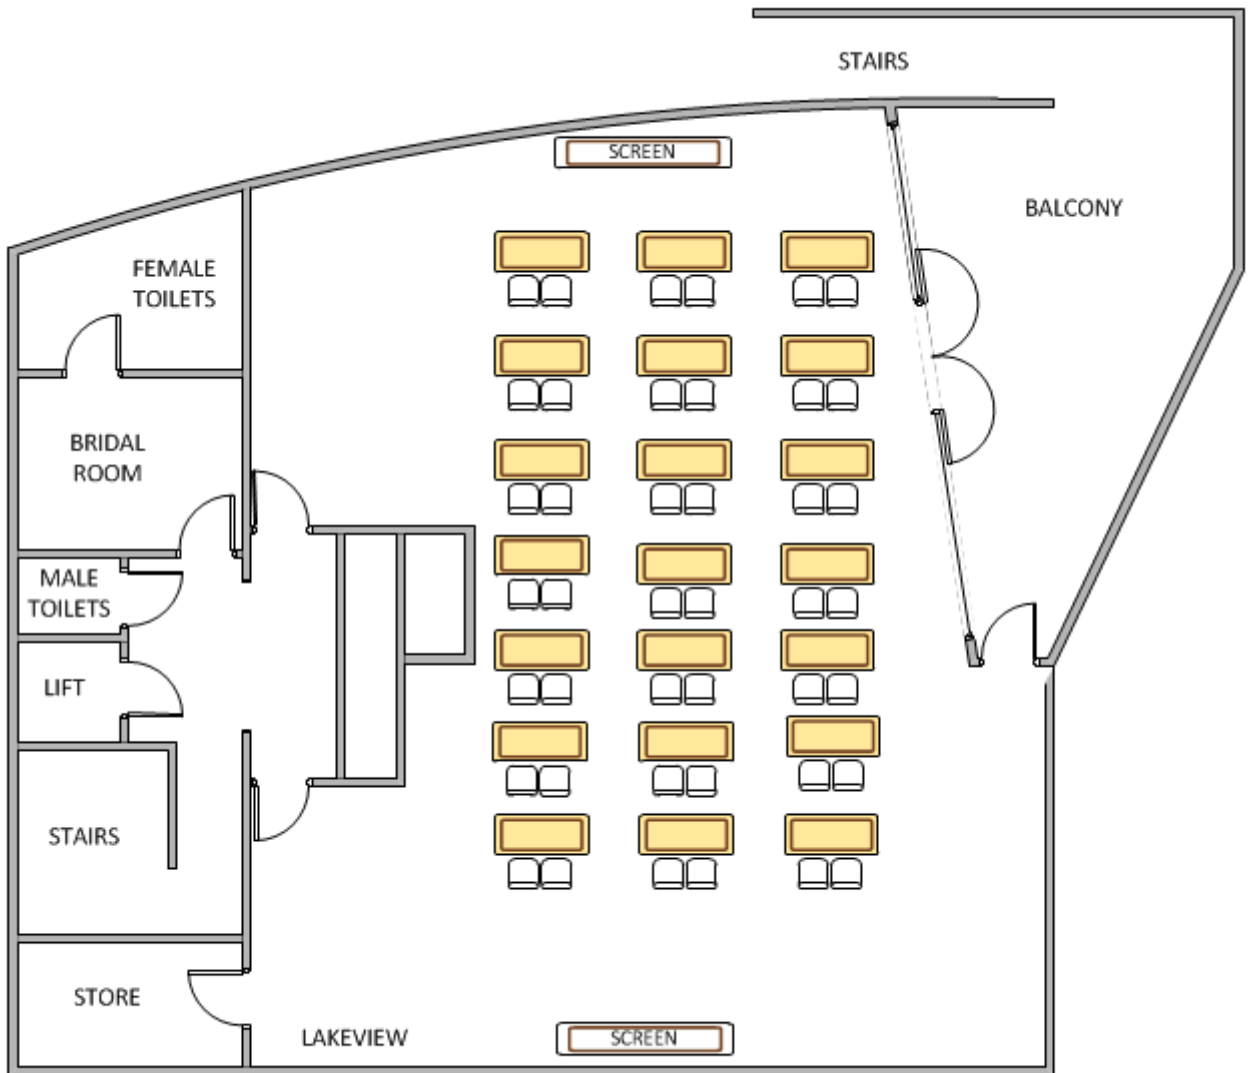 STAIRS
SCREEN
BALCONY
FEMALE
TOILETS
BRIDAL
ROOM
MALE
TOILETS
LIFT
STAIRS
STORE
LAKEVIEW
SCREEN